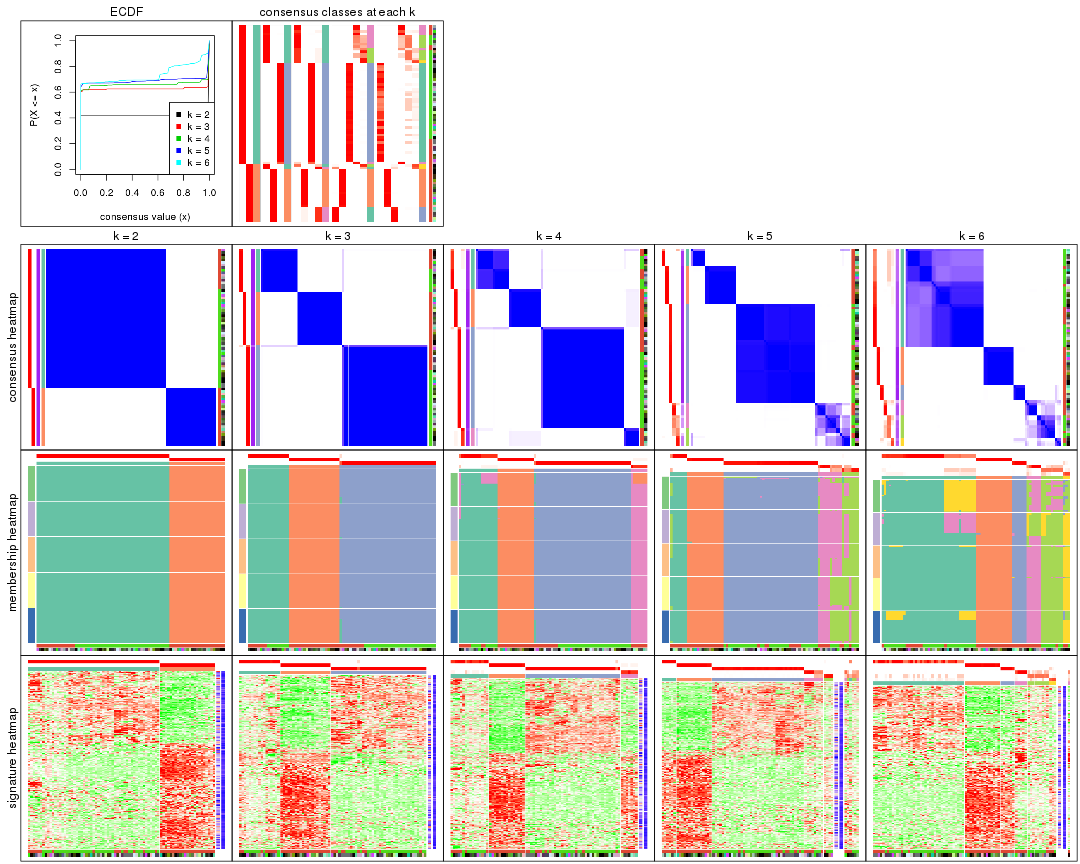 ECDF
consensus classes at each k
P(X <= x)
1.0
0.8
0.6
0.4
0.2
0.0
k = 2
k = 3
k = 4
k = 5
k = 6
0.0 0.2 0.4 0.6 0.8 1.0
consensus value (x)
k = 2
k = 3
k = 4
k = 5
k = 6
consensus heatmap
membership heatmap
signature heatmap